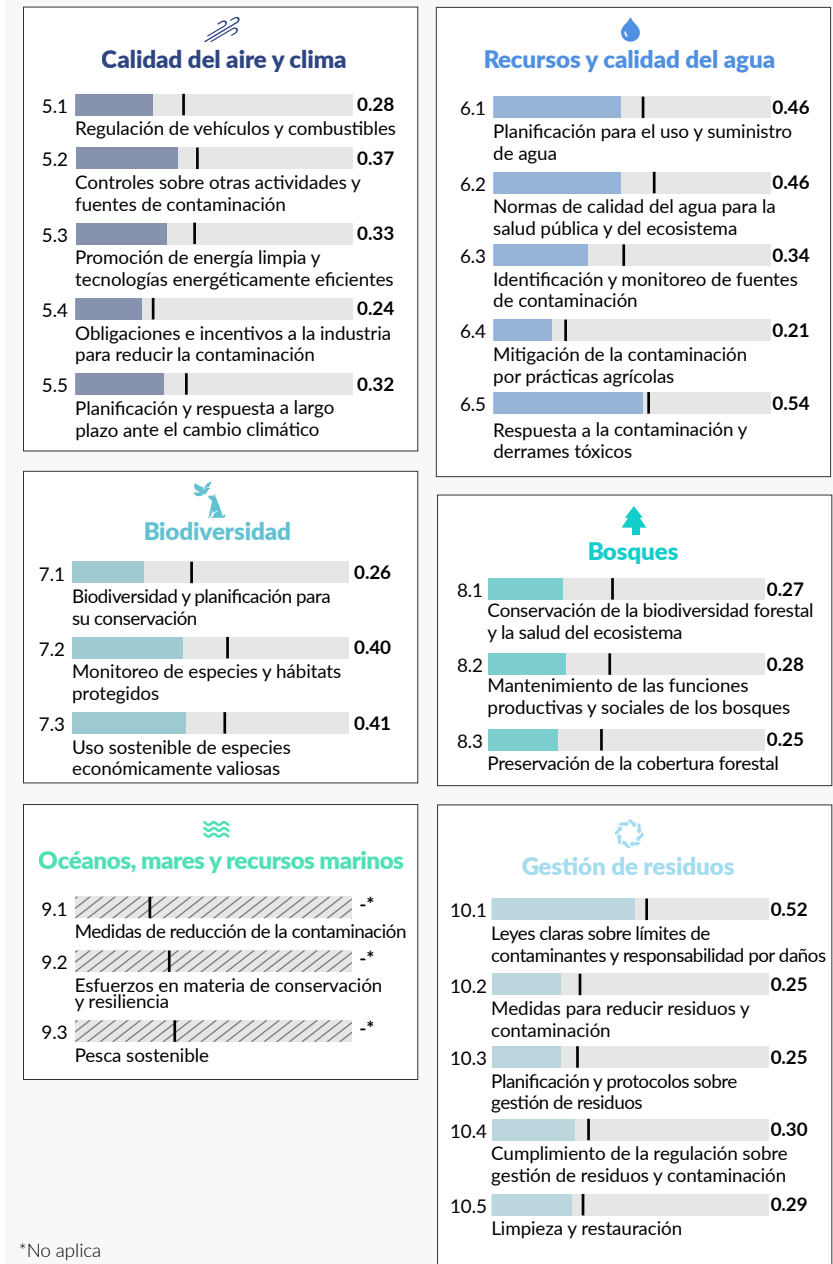 Calidad del aire y clima
5.1 0.28
Regulación de vehículos y combustibles
5.2 0.37
Controles sobre otras actividades y
fuentes de contaminación
5.3 0.33
Promoción de energía limpia y
tecnologías energéticamente eficientes
5.4 0.24
Obligaciones e incentivos a la industria
para reducir la contaminación
5.5 0.32
Planificación y respuesta a largo
plazo ante el cambio climático
Recursos y calidad del agua
6.1 0.46
Planificación para el uso y suministro
de agua
6.2 0.46
Normas de calidad del agua para la
salud pública y del ecosistema
6.3 0.34
Identificación y monitoreo de fuentes
de contaminación
6.4 0.21
Mitigación de la contaminación
por prácticas agrícolas
6.5 0.54
Respuesta a la contaminación y
derrames tóxicos
Biodiversidad
7.1 0.26
Biodiversidad y planificación para
su conservación
7.2 0.40
Monitoreo de especies y hábitats
protegidos
7.3 0.41
Uso sostenible de especies
económicamente valiosas
Bosques
8.1 0.27
Conservación de la biodiversidad forestal
y la salud del ecosistema
8.2 0.28
Mantenimiento de las funciones
productivas y sociales de los bosques
8.3 0.25
Preservación de la cobertura forestal
Océanos, mares y recursos marinos
9.1 -*
Medidas de reducción de la contaminación
9.2 -*
Esfuerzos en materia de conservación
y resiliencia
9.3 -*
Pesca sostenible
Gestión de residuos
10.1 0.52
Leyes claras sobre límites de
contaminantes y responsabilidad por daños
10.2 0.25
Medidas para reducir residuos y
contaminación
10.3 0.25
Planificación y protocolos sobre
gestión de residuos
10.4 0.30
Cumplimiento de la regulación sobre
gestión de residuos y contaminación
10.5 0.29
Limpieza y restauración
*No aplica